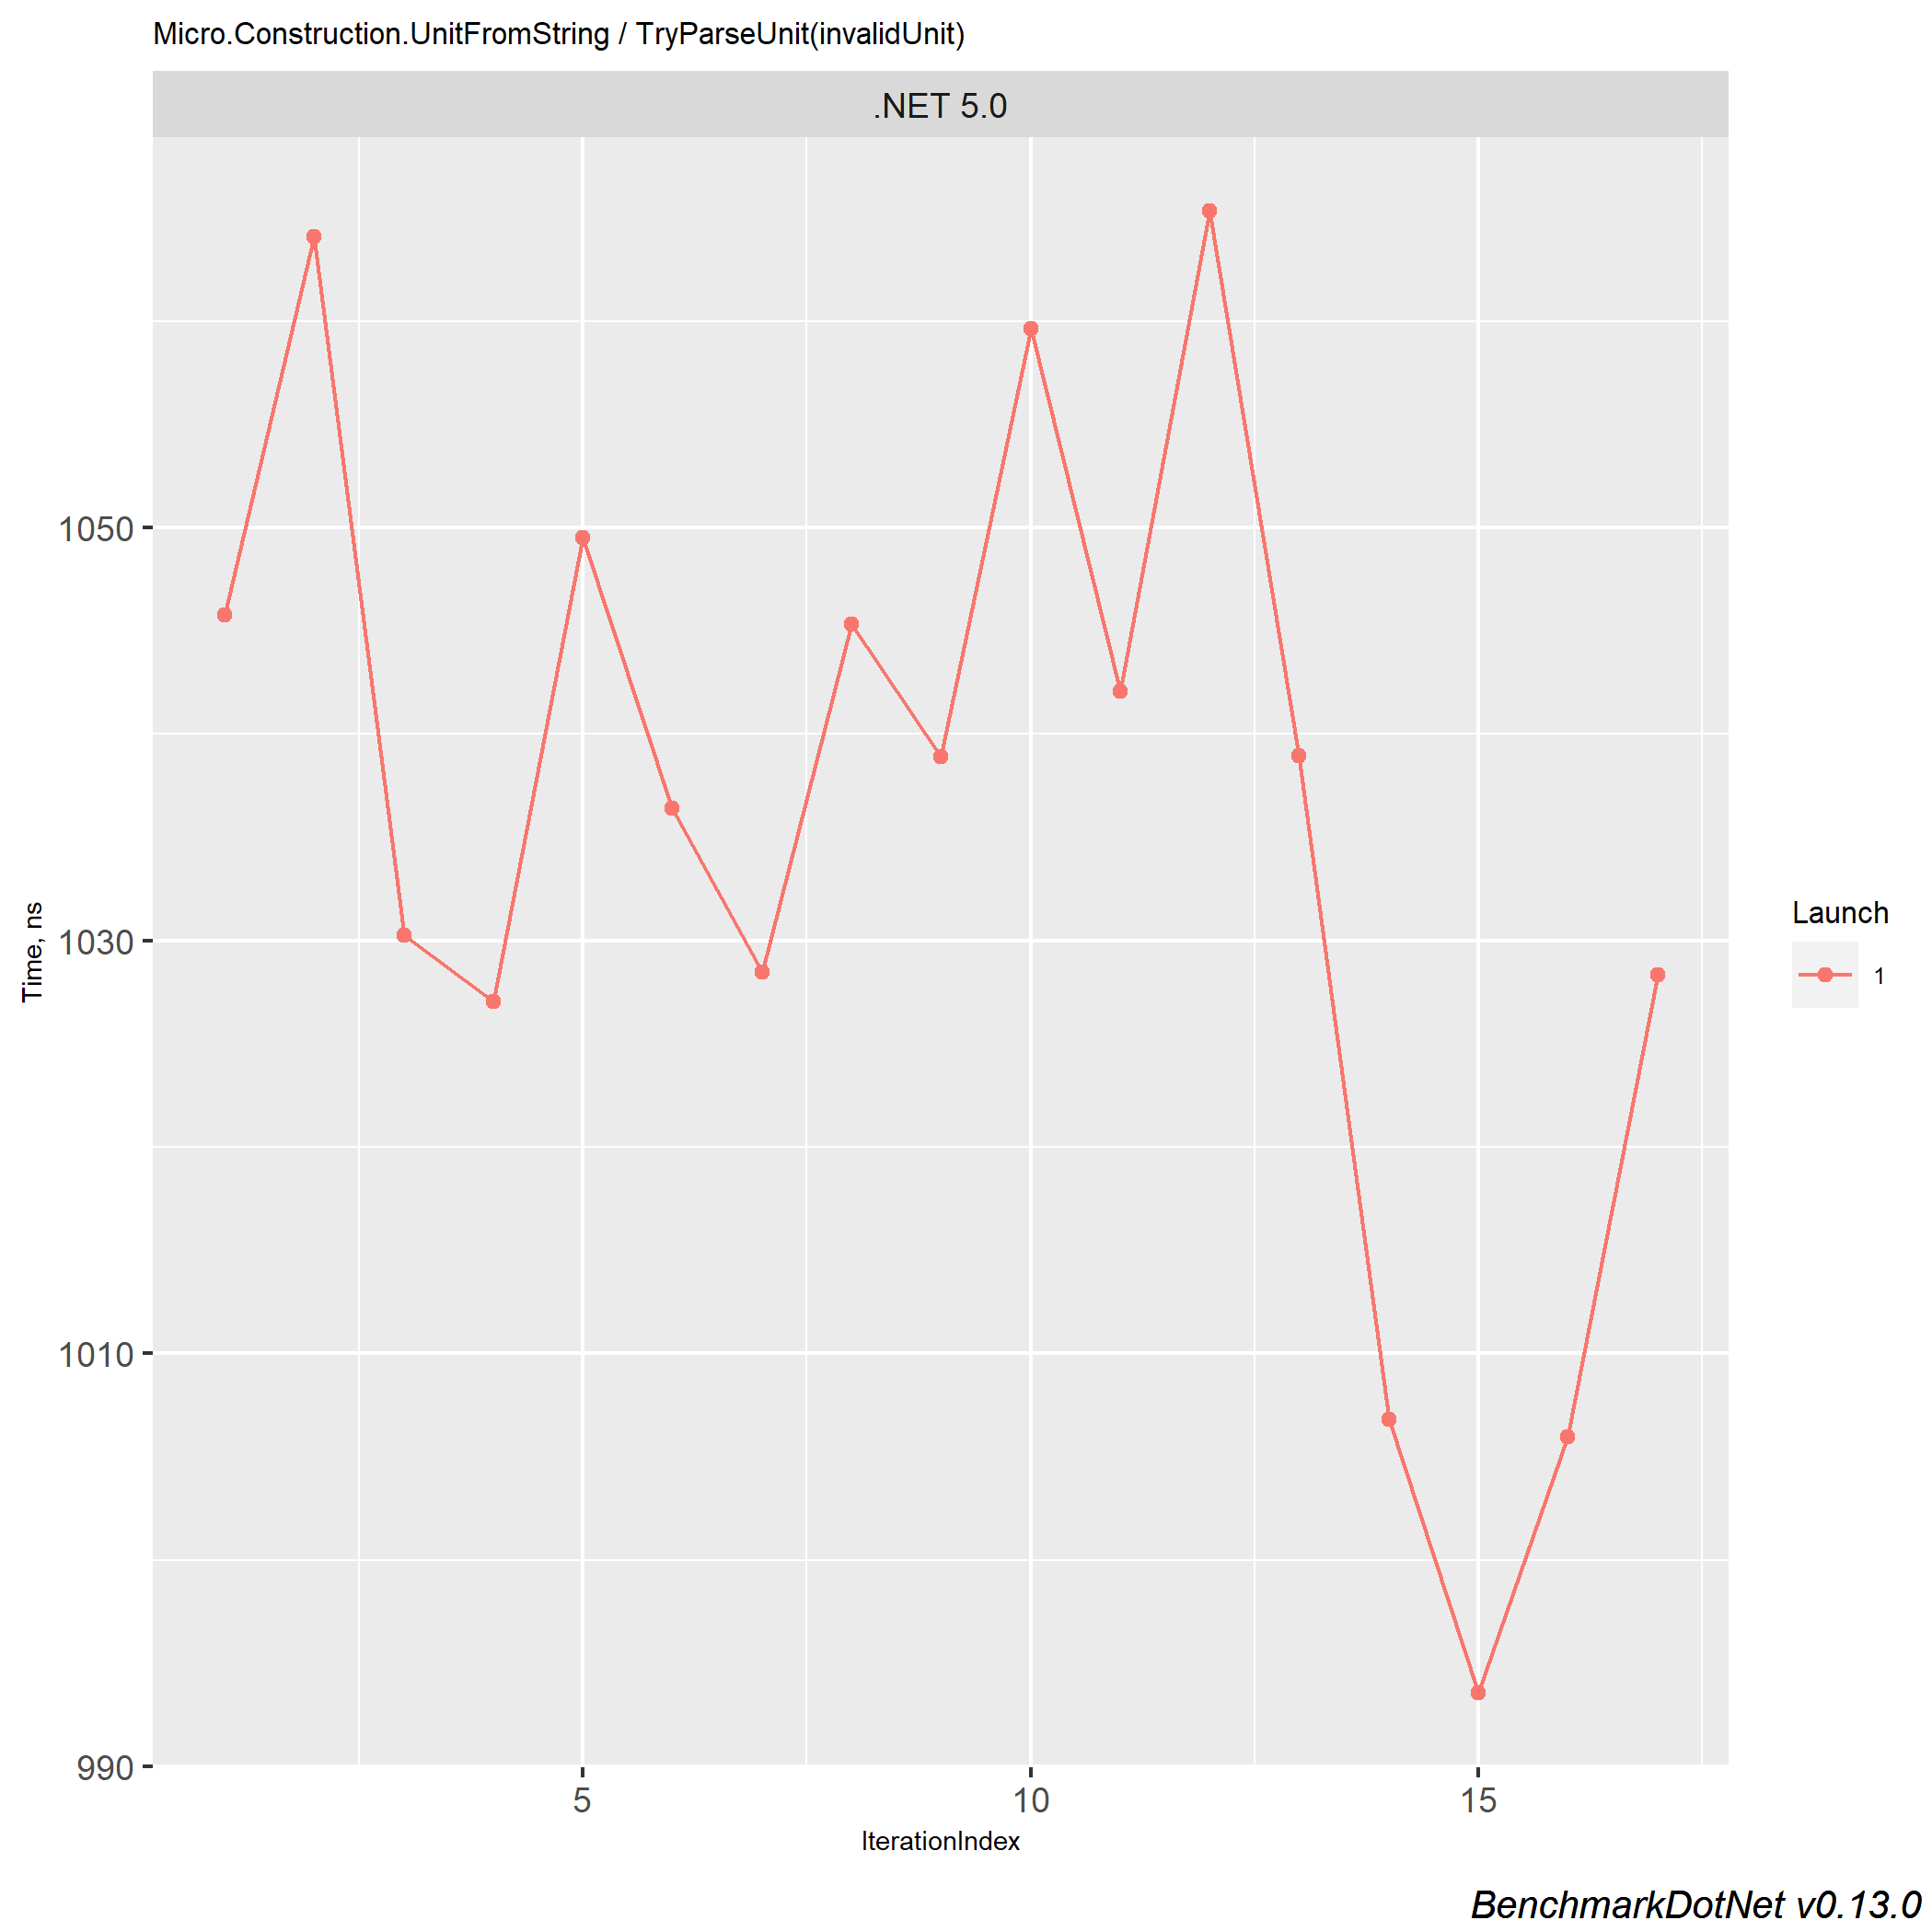 Micro.Construction.UnitFromString / TryParseUnit(invalidUnit)
.NET 5.0
1050
1030
1010
990
Time, ns
5 10 15
IterationIndex
Launch
1
BenchmarkDotNet v0.13.0